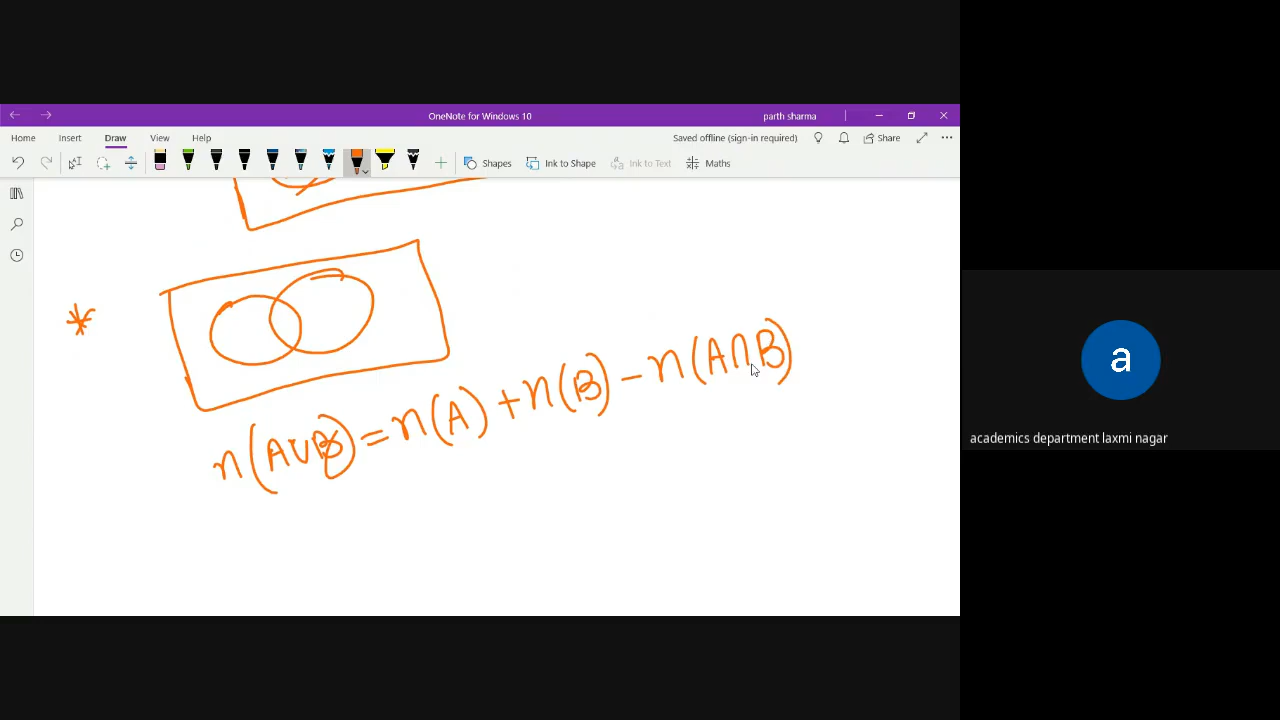 OneNote for Windows 10
parth sharma
Home Insert Draw View Help
Saved offline (sign-in required)
Share
Shapes
Ink to Shape
Ink to Text
Maths
*
n(A∪B) = n(A) + n(B) − n(A∩B)
a
academics department laxmi nagar